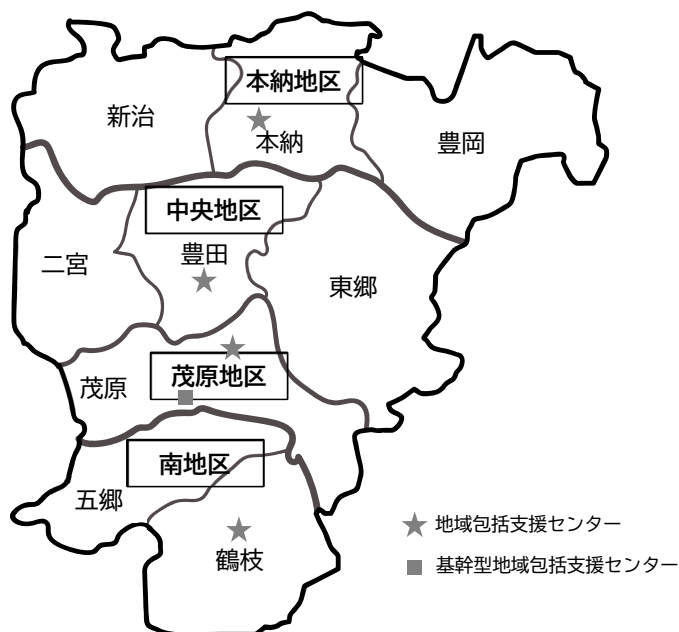 本納地区
新治
本納
豊岡
中央地区
豊田
二宮
東郷
茂原地区
茂原
南地区
五郷
鶴枝
地域包括支援センター
基幹型地域包括支援センター